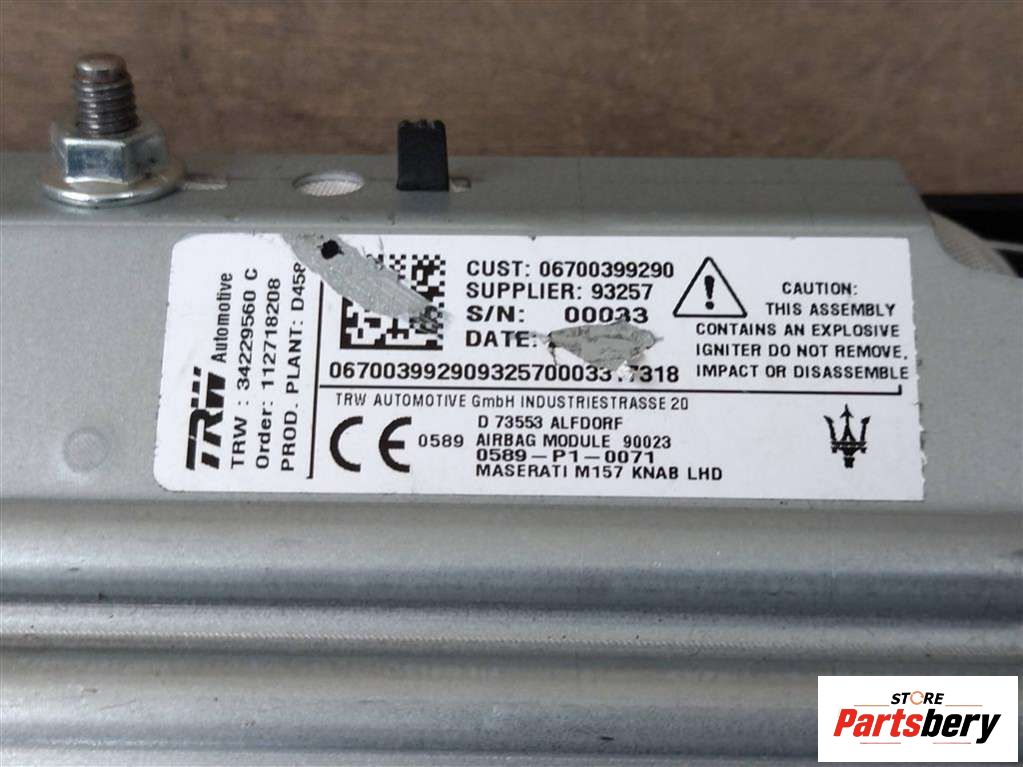 TRW Automotive
TRW : 34229560 C
Order: 112718208
PROD. PLANT: D458
CUST: 06700399290
SUPPLIER: 93257
S/N: 00033
DATE:
TRW AUTOMOTIVE GmbH INDUSTRIESTRASSE 20
D 73553 ALFDORF
CE 0589 AIRBAG MODULE 90023
0589-P1-0071
MASERATI M157 KNAB LHD
CAUTION:
THIS ASSEMBLY
CONTAINS AN EXPLOSIVE
IGNITER DO NOT REMOVE,
IMPACT OR DISASSEMBLE
STORE
Partsbery